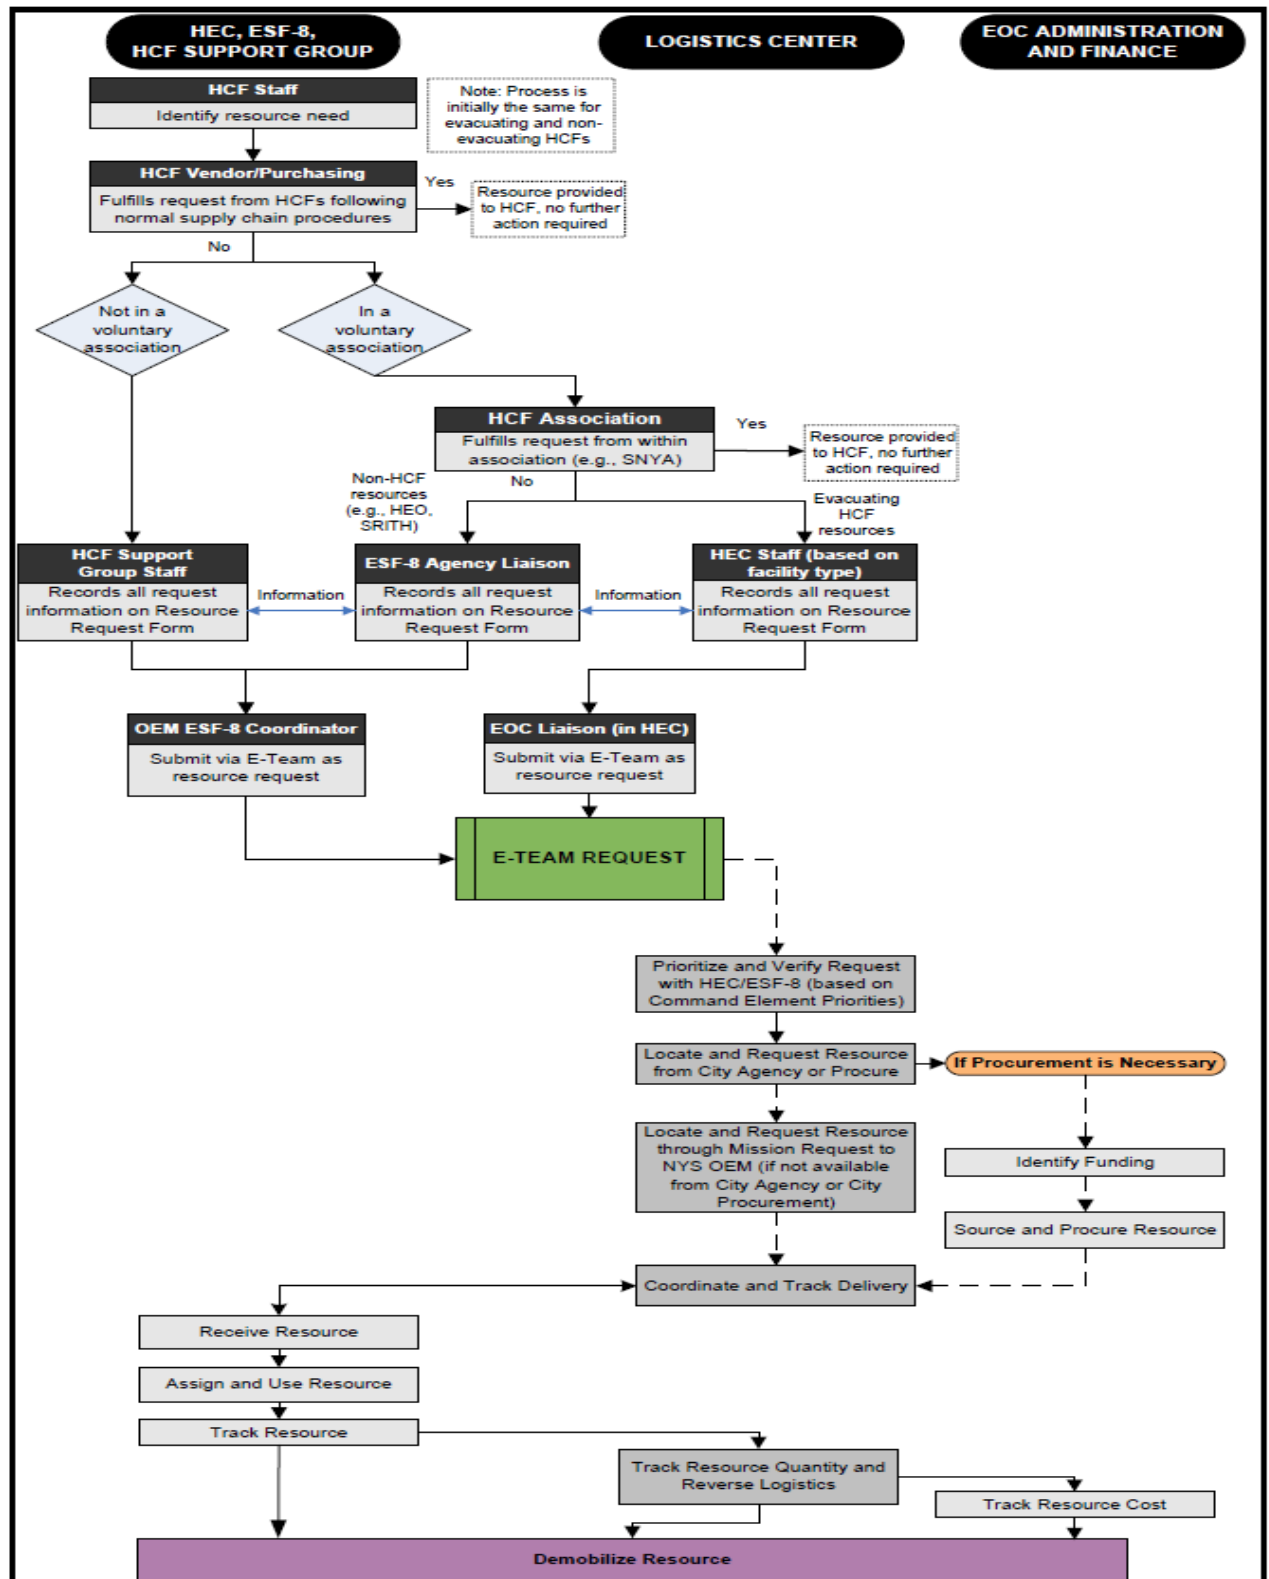 HEC, ESF-8,
HCF SUPPORT GROUP
LOGISTICS CENTER
EOC ADMINISTRATION
AND FINANCE
HCF Staff
Identify resource need
Note: Process is
initially the same for
evacuating and non-
evacuating HCFs
HCF Vendor/Purchasing
Fulfills request from HCFs following
normal supply chain procedures
Yes
Resource provided
to HCF, no further
action required
No
Not in a
voluntary
association
In a
voluntary
association
HCF Association
Fulfills request from within
association (e.g., SNYA)
Yes
Resource provided
to HCF, no further
action required
No
Non-HCF
resources
(e.g., HEO,
SRITH)
Evacuating
HCF
resources
HCF Support
Group Staff
Records all request
information on Resource
Request Form
Information
ESF-8 Agency Liaison
Records all request
information on Resource
Request Form
Information
HEC Staff (based on
facility type)
Records all request
information on Resource
Request Form
OEM ESF-8 Coordinator
Submit via E-Team as
resource request
EOC Liaison (in HEC)
Submit via E-Team as
resource request
E-TEAM REQUEST
Prioritize and Verify Request
with HEC/ESF-8 (based on
Command Element Priorities)
Locate and Request Resource
from City Agency or Procure
If Procurement is Necessary
Locate and Request Resource
through Mission Request to
NYS OEM (if not available
from City Agency or City
Procurement)
Identify Funding
Source and Procure Resource
Coordinate and Track Delivery
Receive Resource
Assign and Use Resource
Track Resource
Track Resource Quantity and
Reverse Logistics
Track Resource Cost
Demobilize Resource